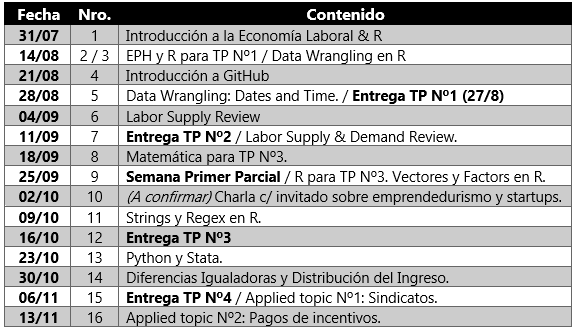 Fecha Nro. Contenido
31/07 1 Introducción a la Economía Laboral & R
14/08 2 / 3 EPH y R para TP Nº1 / Data Wrangling en R
21/08 4 Introducción a GitHub
28/08 5 Data Wrangling: Dates and Time. / Entrega TP Nº1 (27/8)
04/09 6 Labor Supply Review
11/09 7 Entrega TP Nº2 / Labor Supply & Demand Review.
18/09 8 Matemática para TP Nº3.
25/09 9 Semana Primer Parcial / R para TP Nº3. Vectores y Factors en R.
02/10 10 (A confirmar) Charla c/ invitado sobre emprendedurismo y startups.
09/10 11 Strings y Regex en R.
16/10 12 Entrega TP Nº3
23/10 13 Python y Stata.
30/10 14 Diferencias Igualadoras y Distribución del Ingreso.
06/11 15 Entrega TP Nº4 / Applied topic Nº1: Sindicatos.
13/11 16 Applied topic Nº2: Pagos de incentivos.